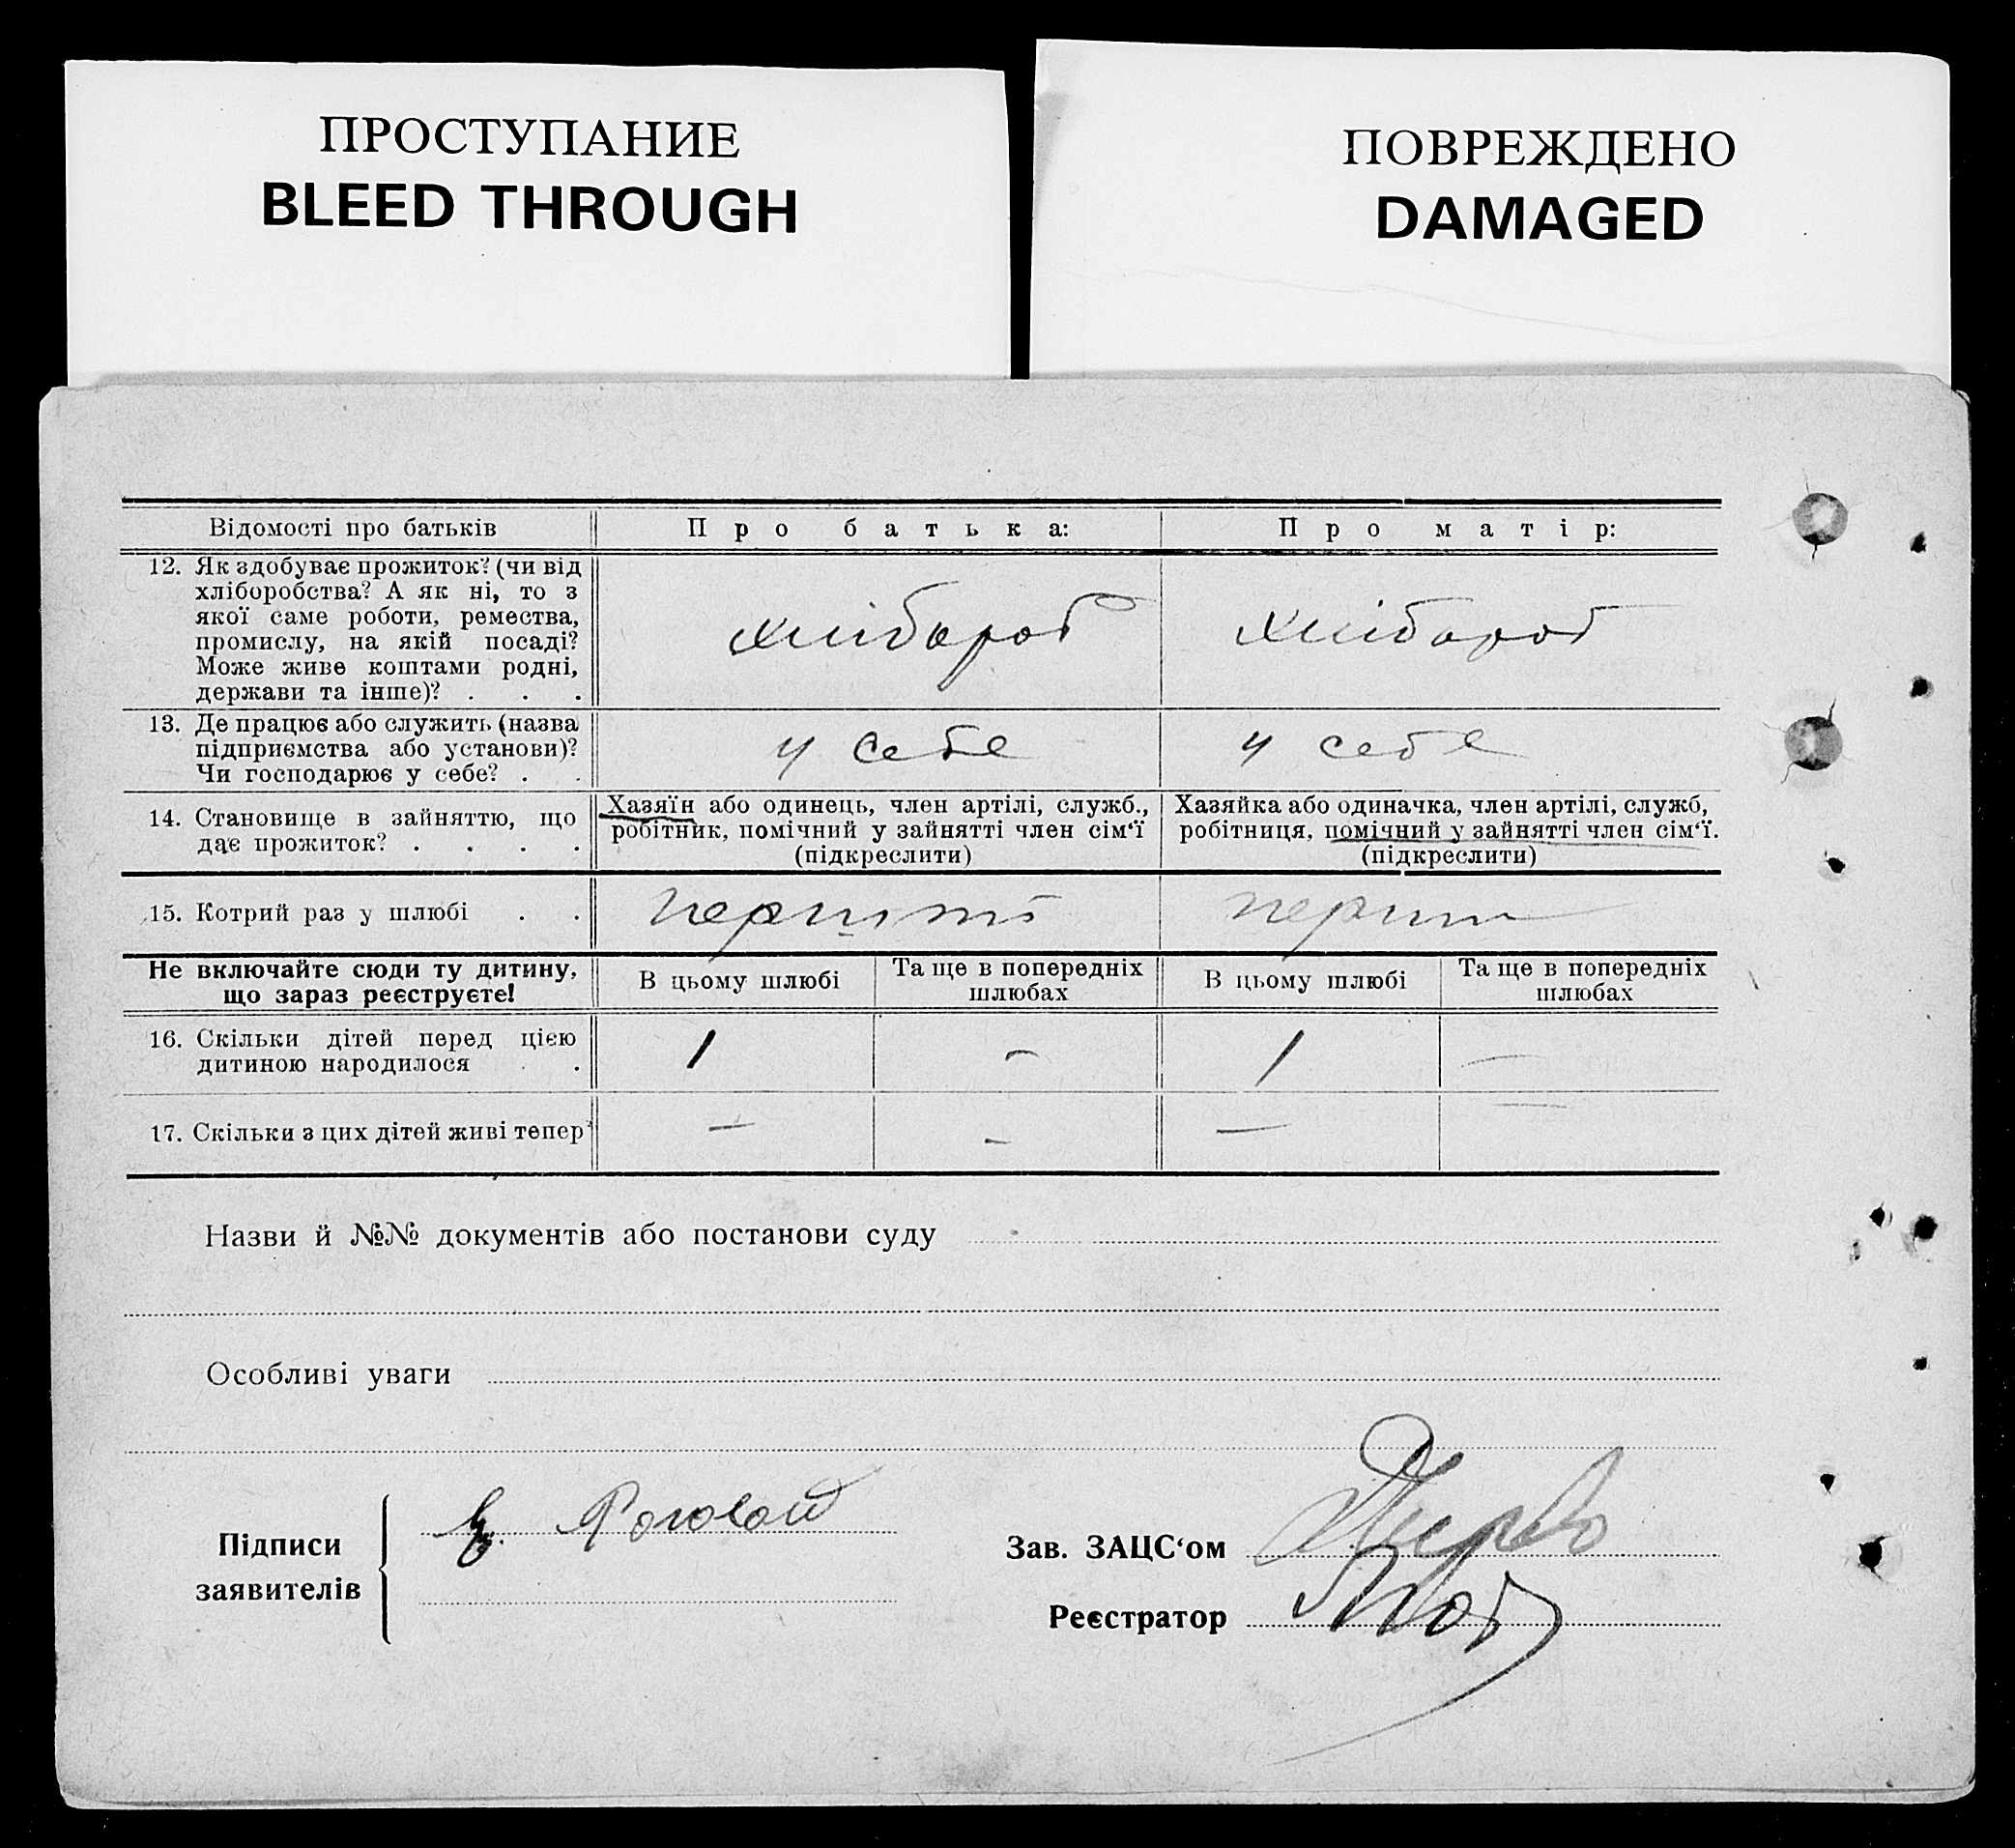 ПРОСТУПАНИЕ
BLEED THROUGH
ПОВРЕЖДЕНО
DAMAGED
Відомості про батьків Про батька: Про матір:
12. Як здобуває прожиток? (чи від
хліборобства? А як ні, то з
якої саме роботи, ремества,
промислу, на якій посаді?
Може живе коштами родні,
держави та інше)? . . .
хлібороб хлібороб
13. Де працює або служить (назва
підприємства або установи)?
Чи господарює у себе? . .
у себе у себе
14. Становище в зайняттю, що
дає прожиток? . . . .
Хазяїн або одинець, член артілі, служб.,
робітник, помічний у зайнятті член сім‘ї
(підкреслити)
Хазяйка або одиначка, член артілі, служб,
робітниця, помічний у зайнятті член сім‘ї.
(підкреслити)
15. Котрий раз у шлюбі . .
Не включайте сюди ту дитину,
що зараз реєструєте!
В цьому шлюбі
Та ще в попередніх
шлюбах
В цьому шлюбі
Та ще в попередніх
шлюбах
16. Скільки дітей перед цією
дитиною народилося . .
1 – 1 –
17. Скільки з цих дітей живі тепер?
– – – –
Назви й №№ документів або постанови суду
Особливі уваги
Підписи
заявителів
Зав. ЗАЦС‘ом
Реєстратор